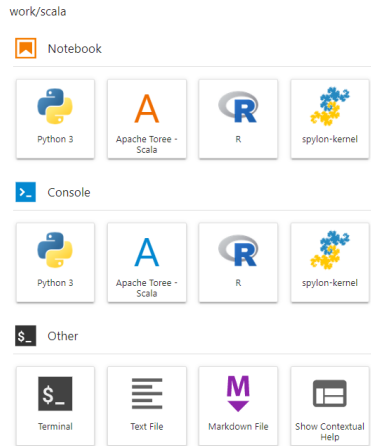 work/scala
Notebook
Python 3
Apache Toree -
Scala
R
R
spylon-kernel
>_
Console
Python 3
Apache Toree -
Scala
R
R
spylon-kernel
$_
Other
$_
Terminal
Text File
M
Markdown File
Show Contextual
Help